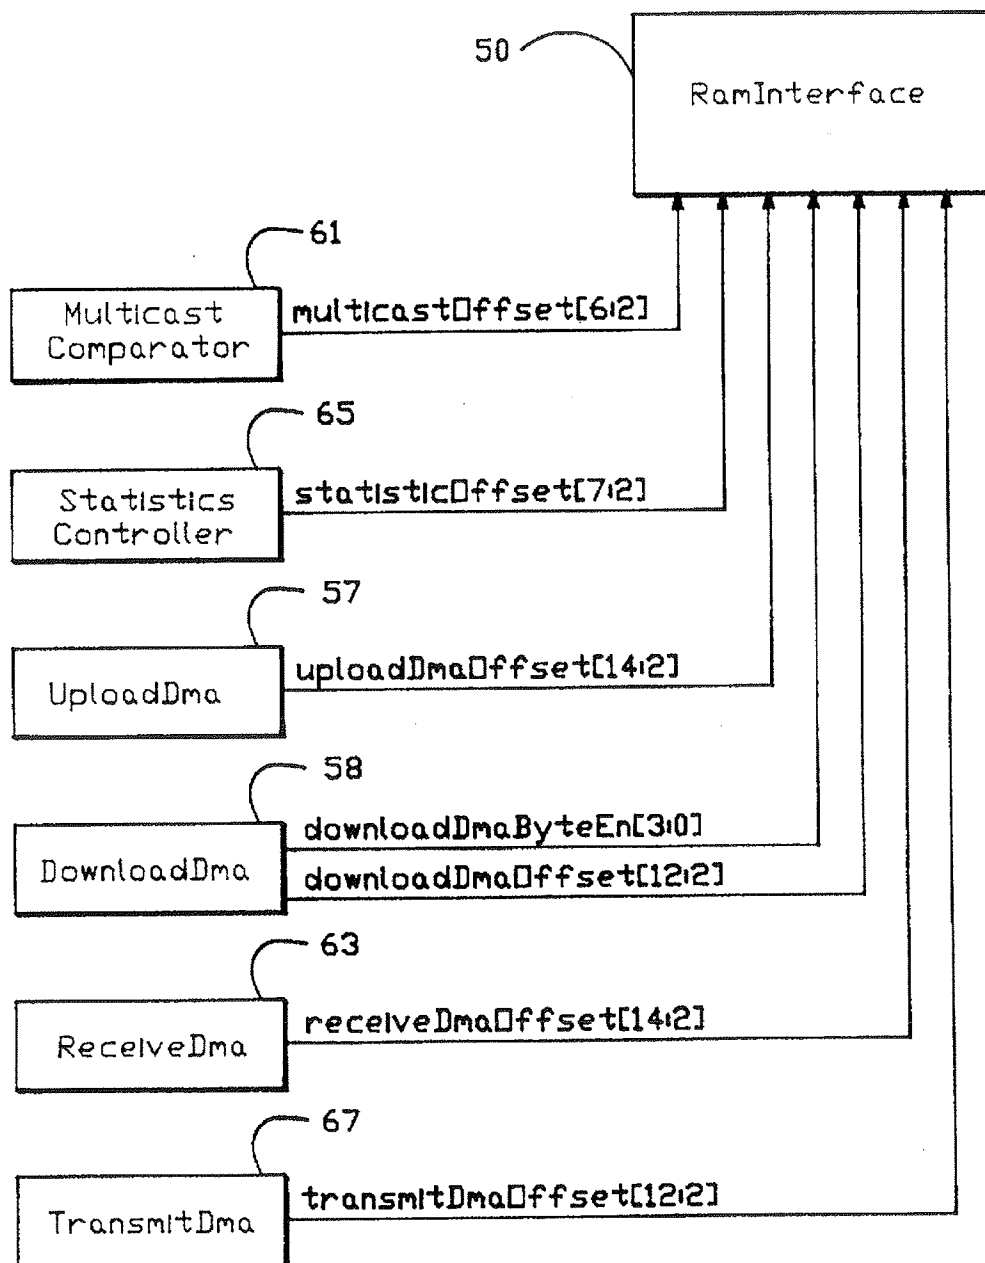 50
RamInterface
61
Multicast
Comparator
multicastOffset[6:2]
65
Statistics
Controller
statisticOffset[7:2]
57
UploadDma
uploadDmaOffset[14:2]
58
DownloadDma
downloadDmaByteEn[3:0]
downloadDmaOffset[12:2]
63
ReceiveDma
receiveDmaOffset[14:2]
67
TransmitDma
transmitDmaOffset[12:2]